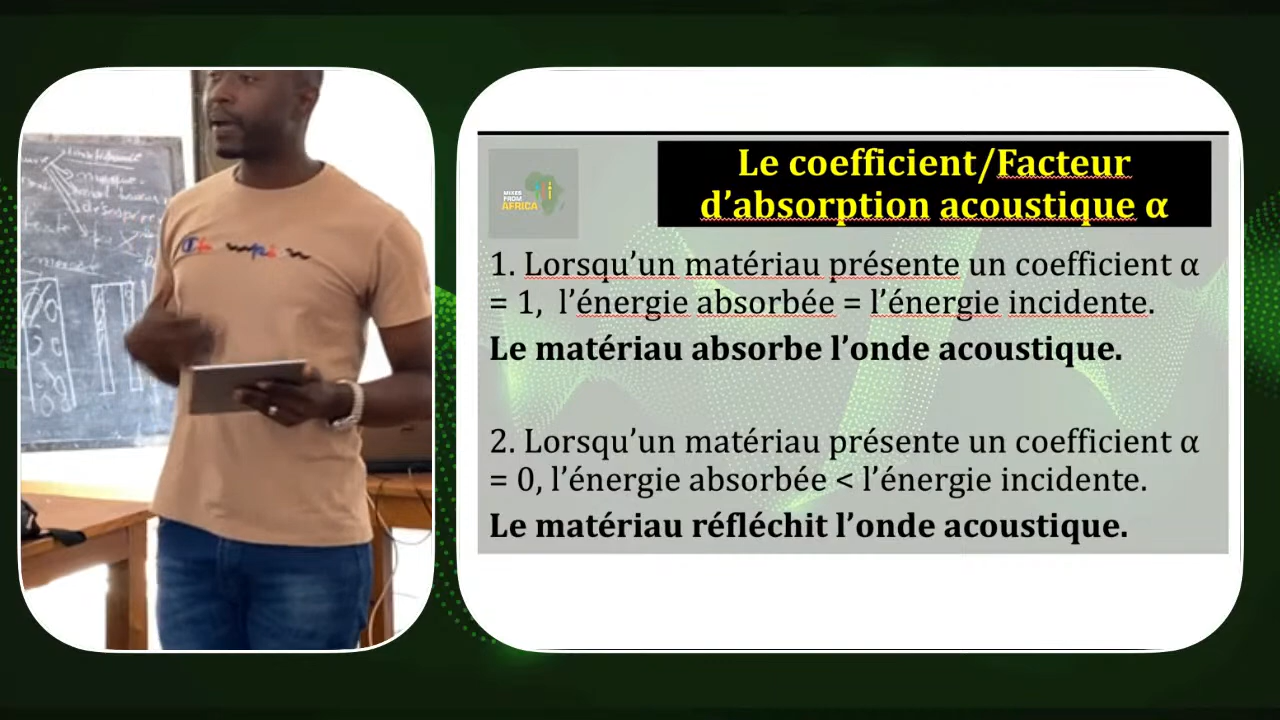 MIXES
FROM
AFRICA
Le coefficient/Facteur
d’absorption acoustique α
1. Lorsqu’un matériau présente un coefficient α
= 1, l’énergie absorbée = l’énergie incidente.
Le matériau absorbe l’onde acoustique.
2. Lorsqu’un matériau présente un coefficient α
= 0, l’énergie absorbée < l’énergie incidente.
Le matériau réfléchit l’onde acoustique.